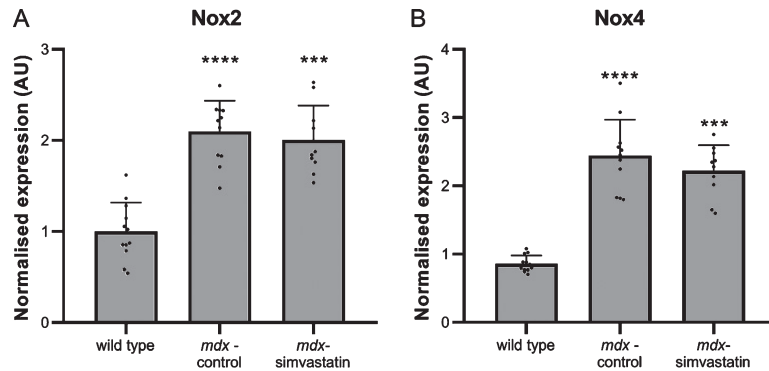 A
Nox2
Normalised expression (AU)
3
2
1
0
****
***
wild type
mdx -
control
mdx-
simvastatin
B
Nox4
Normalised expression (AU)
4
3
2
1
0
****
***
wild type
mdx -
control
mdx-
simvastatin